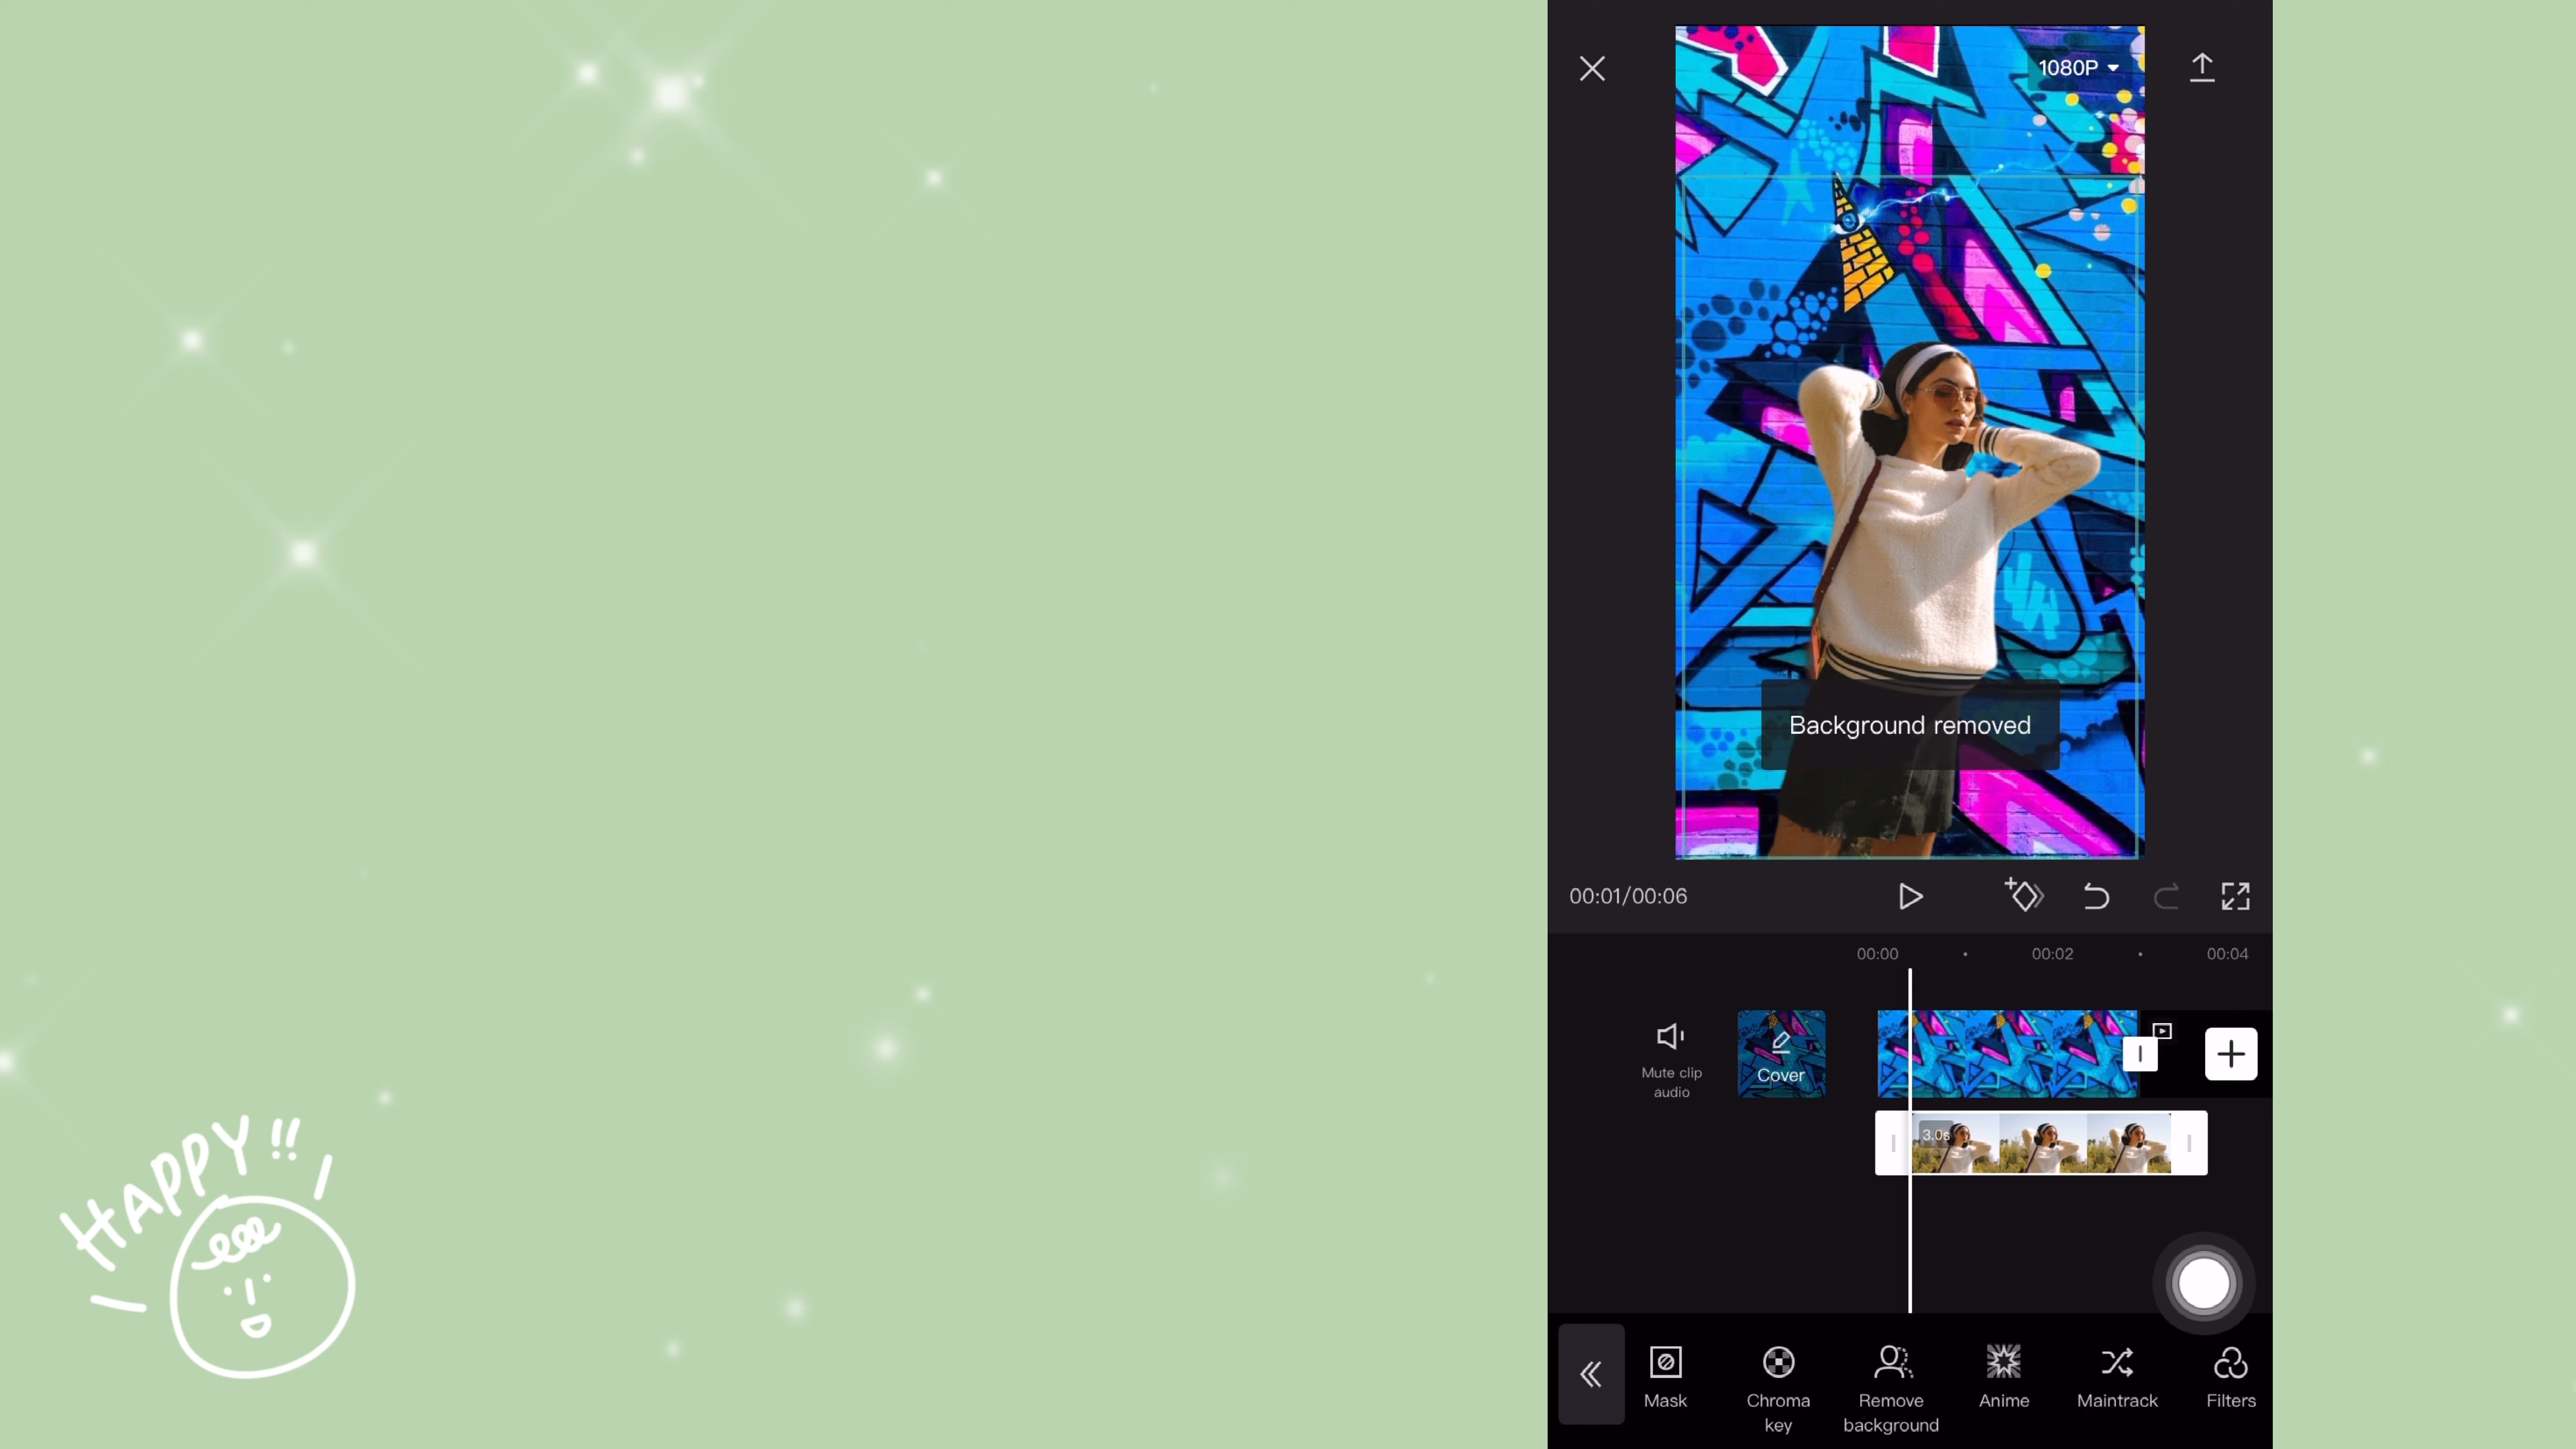 HAPPY!!
1080P
Background removed
00:01/00:06
00:00
00:02
00:04
Mute clip
audio
Cover
3.0s
Mask
Chroma
key
Remove
background
Anime
Maintrack
Filters